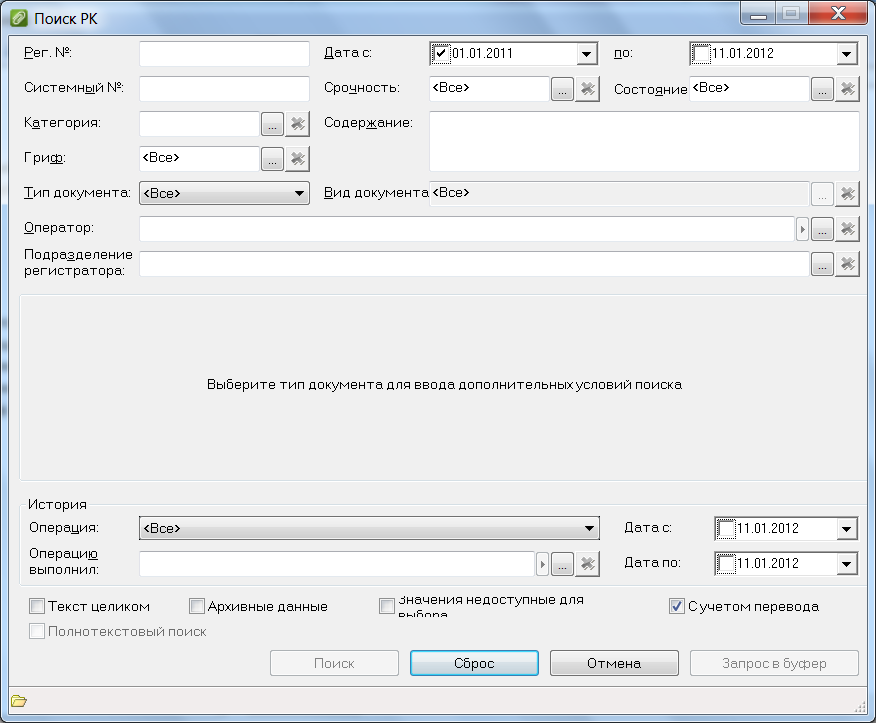 Поиск РК
Рег. №: Дата с: 01.01.2011 по: 11.01.2012
Системный №: Срочность: <Все> ... Состояние <Все> ...
Категория: ... Содержание:
Гриф: <Все> ...
Тип документа: <Все> Вид документа <Все> ...
Оператор: ...
Подразделение
регистратора: ...
Выберите тип документа для ввода дополнительных условий поиска
История
Операция: <Все> Дата с: 11.01.2012
Операцию
выполнил: ... Дата по: 11.01.2012
Текст целиком Архивные данные Значения недоступные для
выбора
С учетом перевода
Полнотекстовый поиск
Поиск Сброс Отмена Запрос в буфер